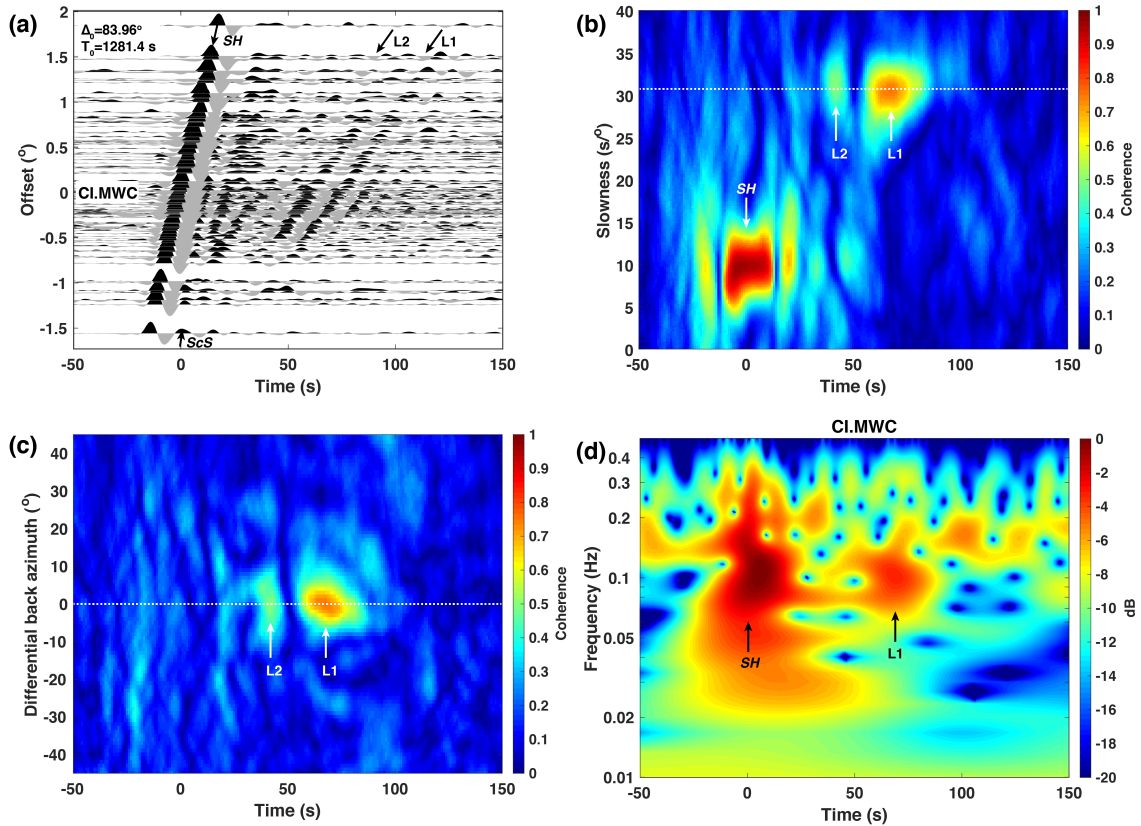 (a)
Δ₀=83.96°
T₀=1281.4 s
SH
L2
L1
CI.MWC
ScS
Offset (°)
2
1.5
1
0.5
0
-0.5
-1
-1.5
-50
0
50
100
150
Time (s)
(b)
Slowness (s/°)
40
35
30
25
20
15
10
5
0
L2
L1
SH
-50
0
50
100
150
Time (s)
1
0.9
0.8
0.7
0.6
0.5
0.4
0.3
0.2
0.1
0
Coherence
(c)
Differential back azimuth (°)
40
30
20
10
0
-10
-20
-30
-40
L2
L1
-50
0
50
100
150
Time (s)
1
0.9
0.8
0.7
0.6
0.5
0.4
0.3
0.2
0.1
0
Coherence
CI.MWC
(d)
Frequency (Hz)
0.4
0.3
0.2
0.1
0.05
0.02
0.01
SH
L1
-50
0
50
100
150
Time (s)
0
-2
-4
-6
-8
-10
-12
-14
-16
-18
-20
dB